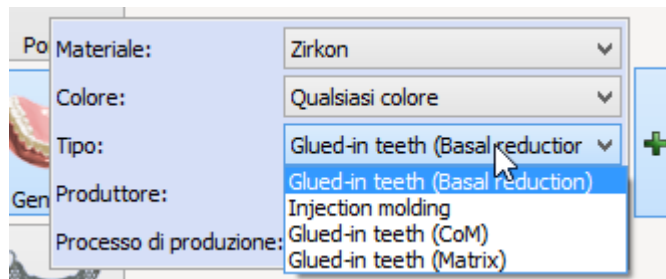 Po
Materiale: Zirkon
Colore: Qualsiasi colore
Tipo: Glued-in teeth (Basal reduction
Gen
Produttore: Glued-in teeth (Basal reduction)
Injection molding
Processo di produzione: Glued-in teeth (CoM)
Glued-in teeth (Matrix)